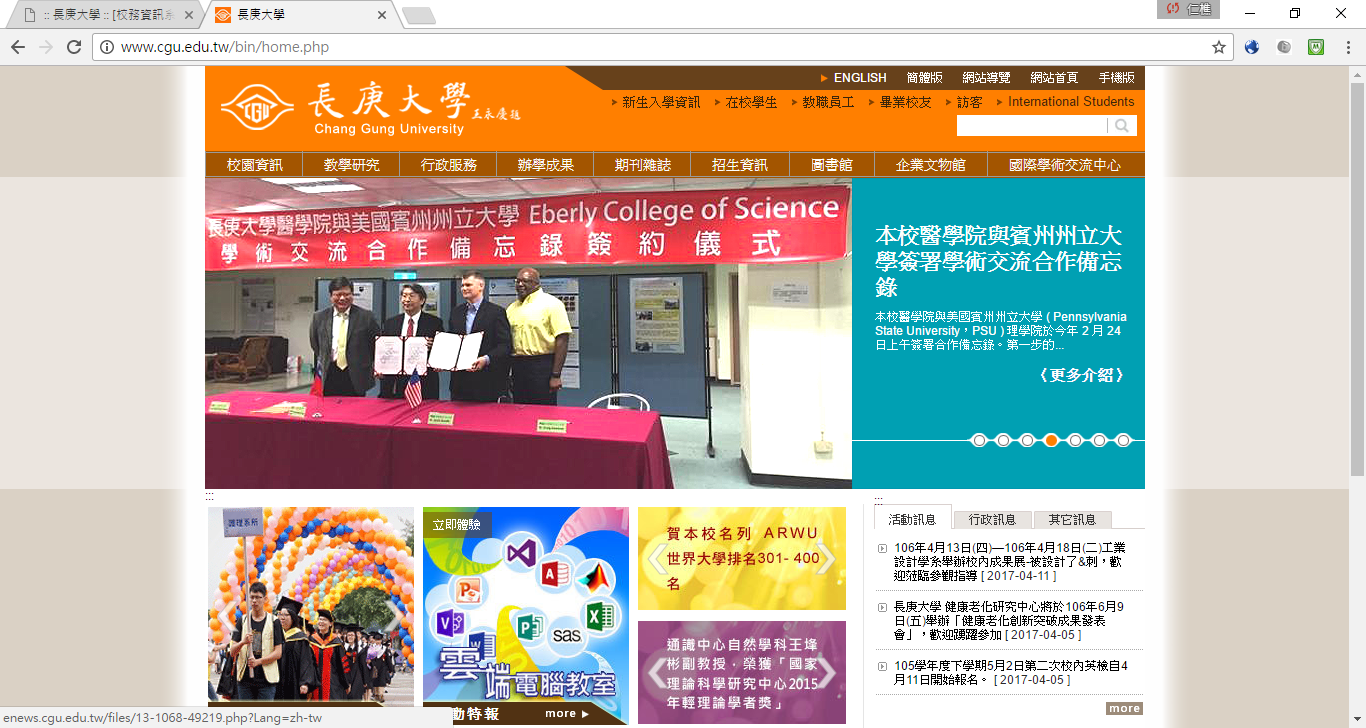 :: 長庚大學 :: [校務資訊系
長庚大學
仁樵
www.cgu.edu.tw/bin/home.php
ENGLISH 簡體版 網站導覽 網站首頁 手機版
長庚大學 王永慶題
Chang Gung University
新生入學資訊 在校學生 教職員工 畢業校友 訪客 International Students
校園資訊 教學研究 行政服務 辦學成果 期刊雜誌 招生資訊 圖書館 企業文物館 國際學術交流中心
長庚大學醫學院與美國賓州州立大學 Eberly College of Science
學術交流合作備忘錄簽約儀式
本校醫學院與賓州州立大
學簽署學術交流合作備忘
錄
本校醫學院與美國賓州州立大學 ( Pennsylvania
State University，PSU ) 理學院於今年 2 月 24
日上午簽署合作備忘錄。第一步的...
〈更多介紹〉
:::
護理系所
立即體驗
sas
雲端電腦教室
動特報 more
賀本校名列 ARWU
世界大學排名301- 400
名
通識中心自然學科王烽
彬副教授．榮獲「國家
理論科學研究中心2015
年輕理論學者獎」
:::
活動訊息 行政訊息 其它訊息
106年4月13日(四)—106年4月18日(二)工業
設計學系舉辦校內成果展-被設計了&刺，歡
迎蒞臨參觀指導 [ 2017-04-11 ]
長庚大學 健康老化研究中心將於106年6月9
日(五)舉辦「健康老化創新突破成果發表
會」，歡迎踴躍參加 [ 2017-04-05 ]
105學年度下學期5月2日第二次校內英檢自4
月11日開始報名。 [ 2017-04-05 ]
more
enews.cgu.edu.tw/files/13-1068-49219.php?Lang=zh-tw